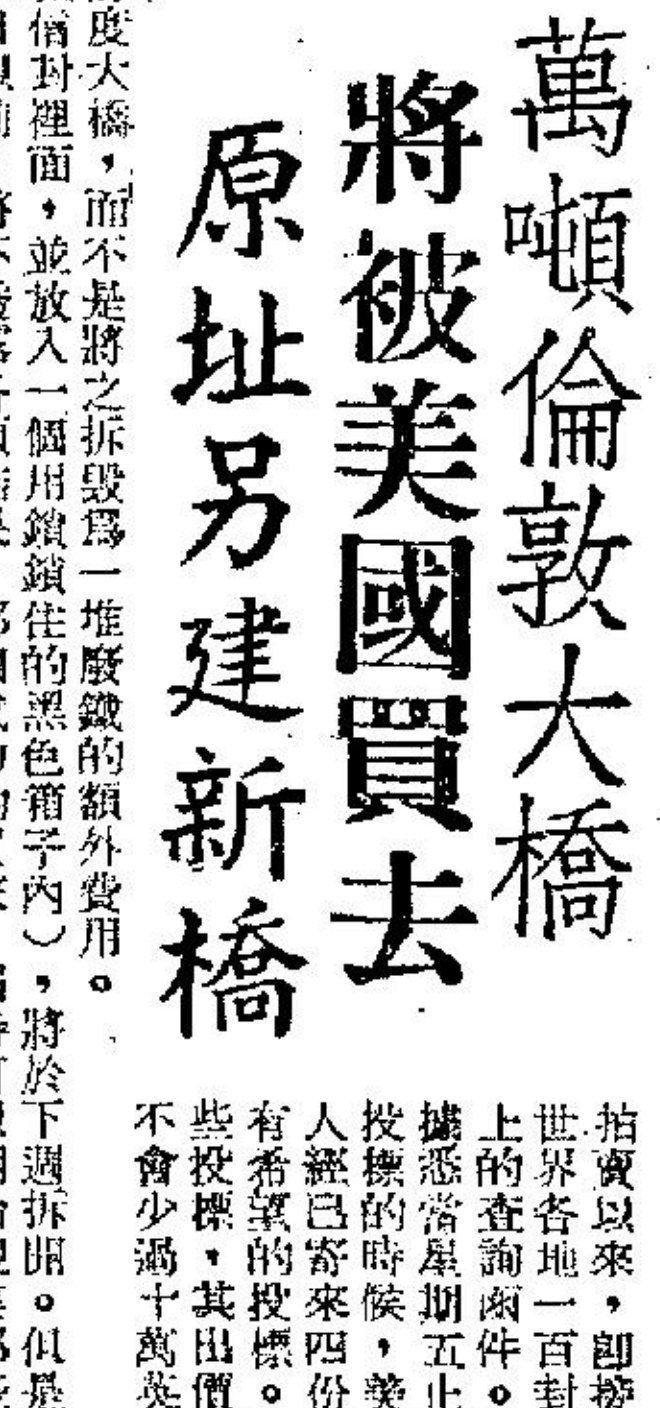 萬噸倫敦大橋
將被美國買去
原址另建新橋
拍賣以來，卽接
世界各地一百封
上的查詢函件。
據悉當星期五止
投標的時候，美
人經已寄來四份
有希望的投標。
些投標，其出價
不會少過十萬英
度大橋，而不是將之拆毀爲一堆廢鐵的額外費用。
信封裡面，並放入一個用鎖鎖住的黑色箱子內），將於下週拆開。但是